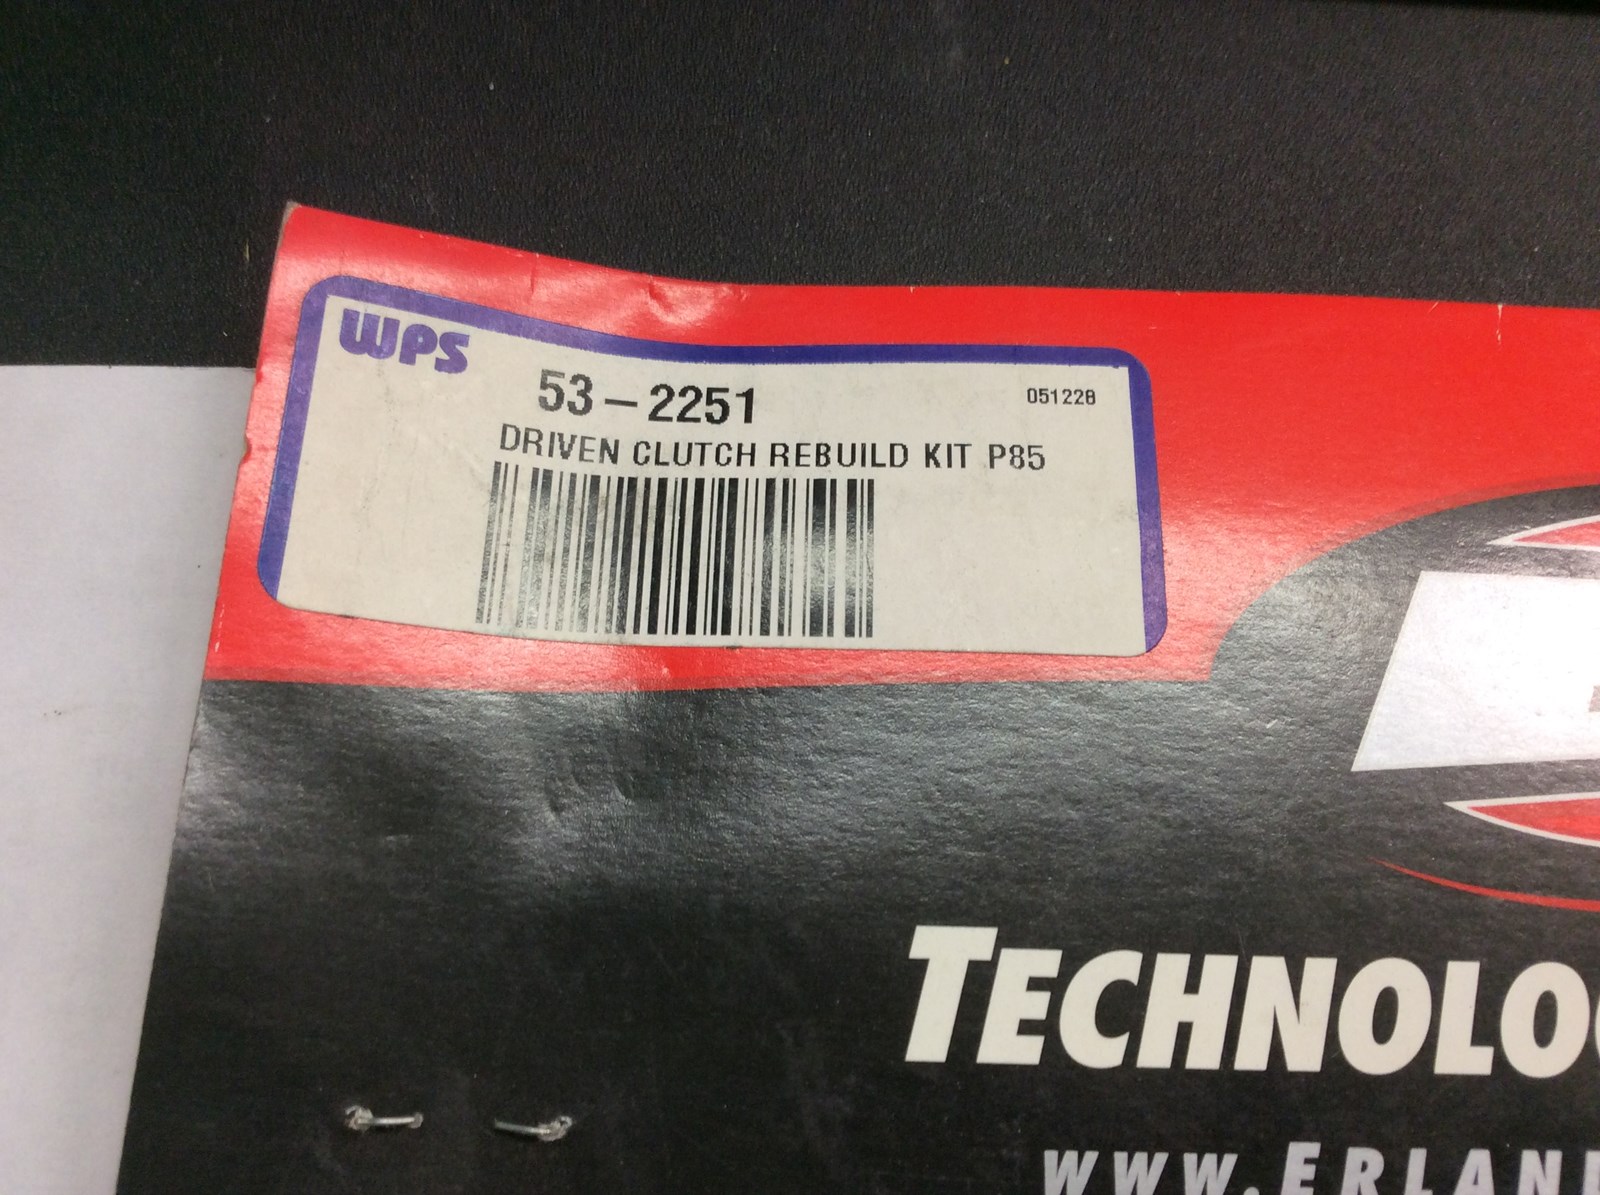 WPS
53-2251
051228
DRIVEN CLUTCH REBUILD KIT P85
TECHNOLO
WWW.ERLAN